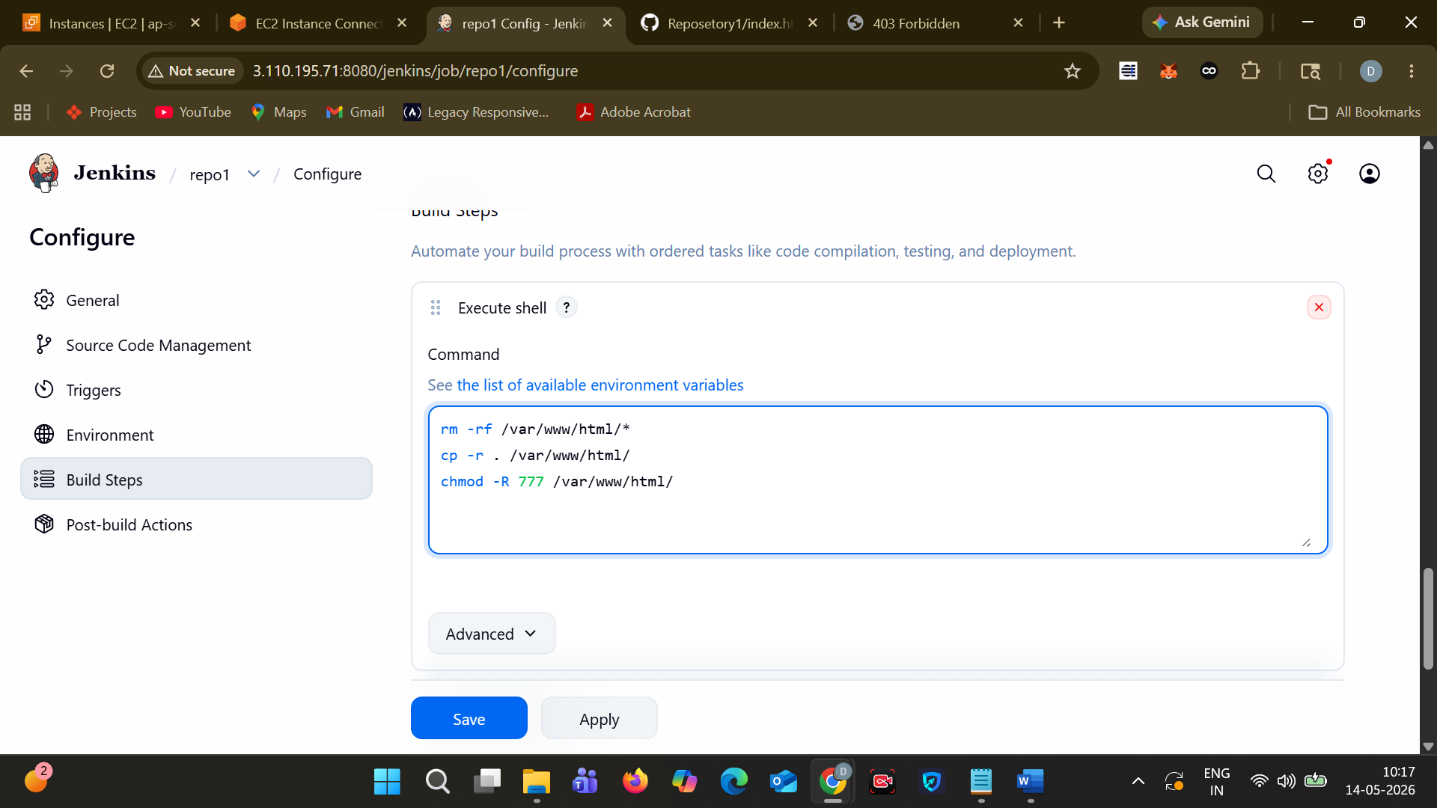 Instances | EC2 | ap-s
EC2 Instance Connect
repo1 Config - Jenkin
Reposetory1/index.ht
403 Forbidden
Ask Gemini
Not secure
3.110.195.71:8080/jenkins/job/repo1/configure
D
Projects
YouTube
Maps
Gmail
Legacy Responsive...
Adobe Acrobat
All Bookmarks
Jenkins / repo1 / Configure
Configure
General
Source Code Management
Triggers
Environment
Build Steps
Post-build Actions
Build Steps
Automate your build process with ordered tasks like code compilation, testing, and deployment.
Execute shell ?
Command
See the list of available environment variables
rm -rf /var/www/html/*
cp -r . /var/www/html/
chmod -R 777 /var/www/html/
Advanced
Save
Apply
2
D
ENG
IN
10:17
14-05-2026